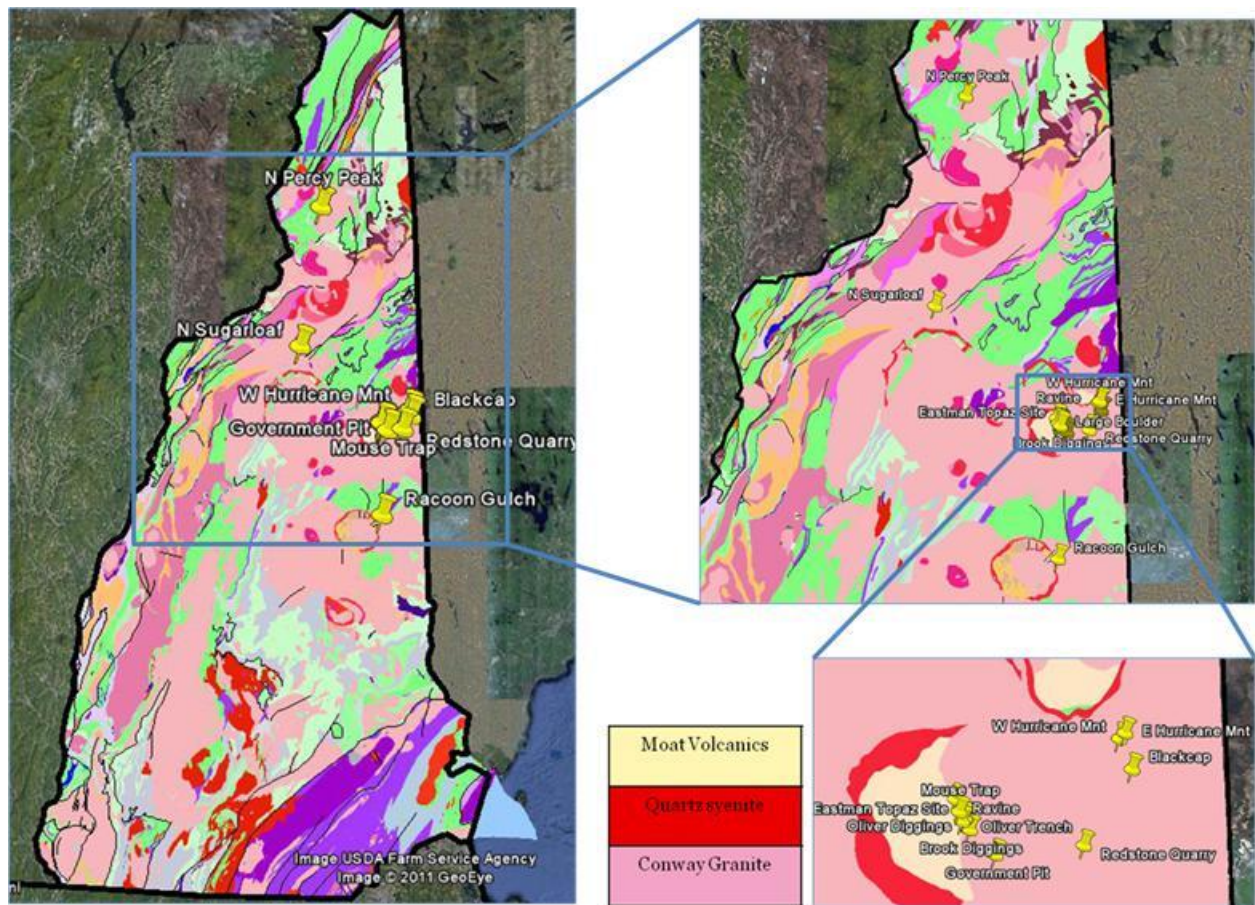 N Percy Peak
N Sugarloaf
W Hurricane Mnt
Blackcap
Government Pit
Mouse Trap
Redstone Quarry
Racoon Gulch
Image USDA Farm Service Agency
Image © 2011 GeoEye
nl
N Percy Peak
N Sugarloaf
W Hurricane Mnt
Ravine
E Hurricane Mnt
Eastman Topaz Site
Large Boulder
Brook Diggings
Redstone Quarry
Racoon Gulch
Moat Volcanics
Quartz syenite
Conway Granite
W Hurricane Mnt
E Hurricane Mnt
Blackcap
Mouse Trap
Eastman Topaz Site
Ravine
Oliver Diggings
Oliver Trench
Brook Diggings
Redstone Quarry
Government Pit